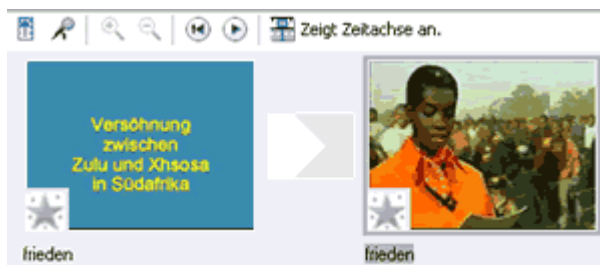 Zeigt Zeitachse an.
Versöhnung
zwischen
Zulu und Xhsosa
in Südafrika
frieden
frieden